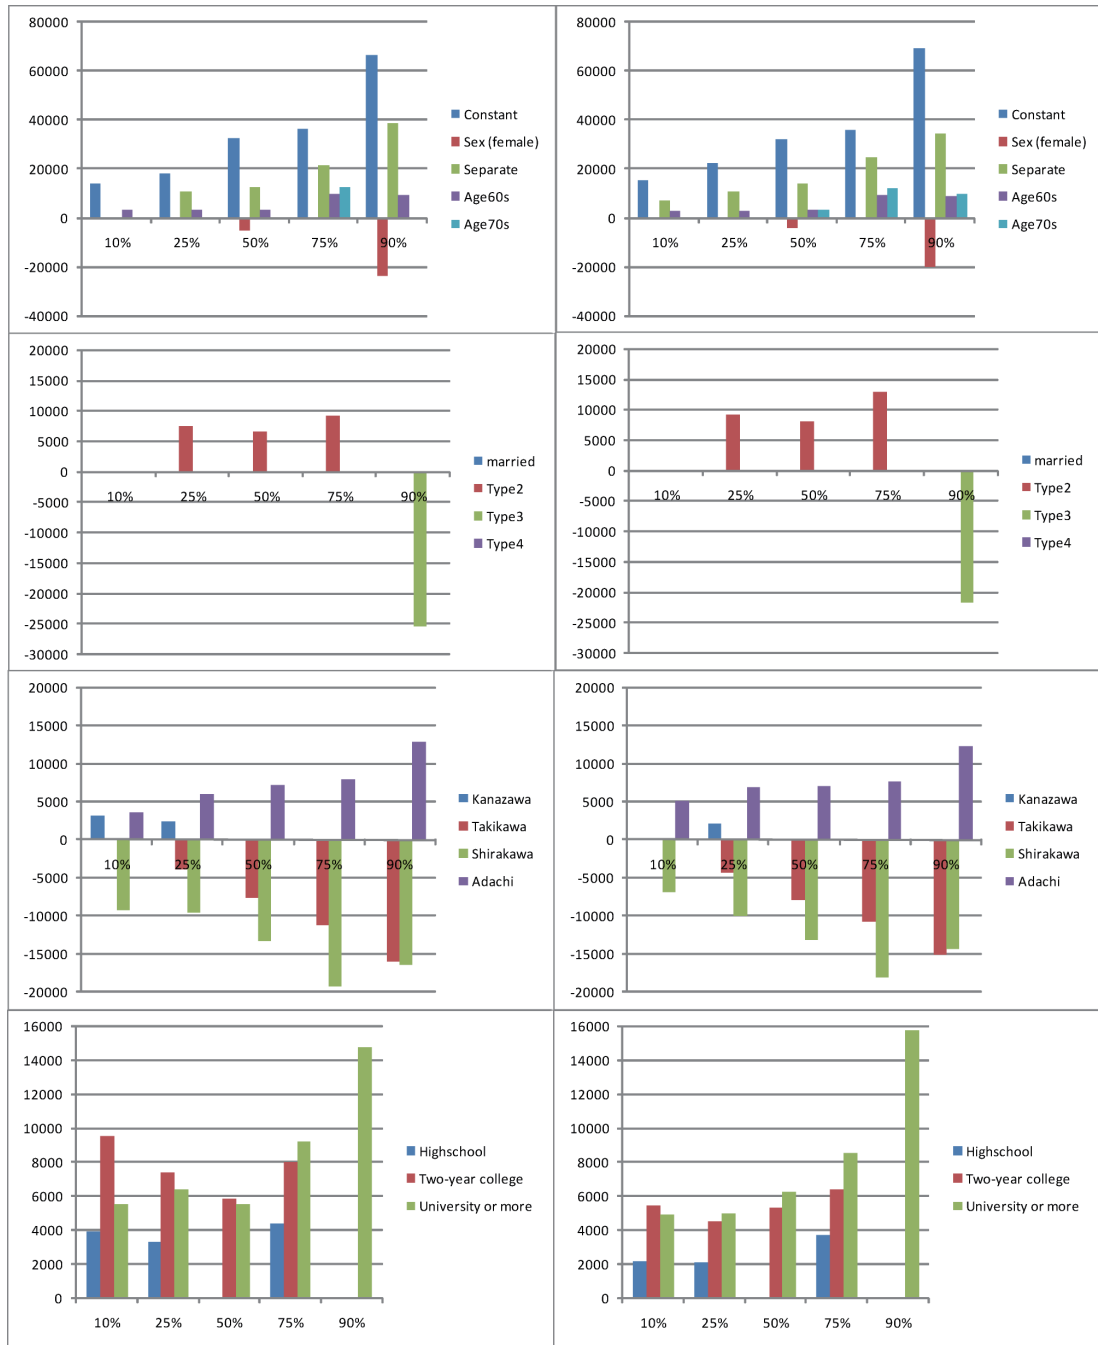 80000
60000
40000
20000
0
-20000
-40000
10% 25% 50% 75% 90%
Constant
Sex (female)
Separate
Age60s
Age70s
80000
60000
40000
20000
0
-20000
-40000
10% 25% 50% 75% 90%
Constant
Sex (female)
Separate
Age60s
Age70s
20000
15000
10000
5000
0
-5000
-10000
-15000
-20000
-25000
-30000
10% 25% 50% 75% 90%
married
Type2
Type3
Type4
20000
15000
10000
5000
0
-5000
-10000
-15000
-20000
-25000
-30000
10% 25% 50% 75% 90%
married
Type2
Type3
Type4
20000
15000
10000
5000
0
-5000
-10000
-15000
-20000
10% 25% 50% 75% 90%
Kanazawa
Takikawa
Shirakawa
Adachi
20000
15000
10000
5000
0
-5000
-10000
-15000
-20000
10% 25% 50% 75% 90%
Kanazawa
Takikawa
Shirakawa
Adachi
16000
14000
12000
10000
8000
6000
4000
2000
0
10% 25% 50% 75% 90%
Highschool
Two-year college
University or more
16000
14000
12000
10000
8000
6000
4000
2000
0
10% 25% 50% 75% 90%
Highschool
Two-year college
University or more